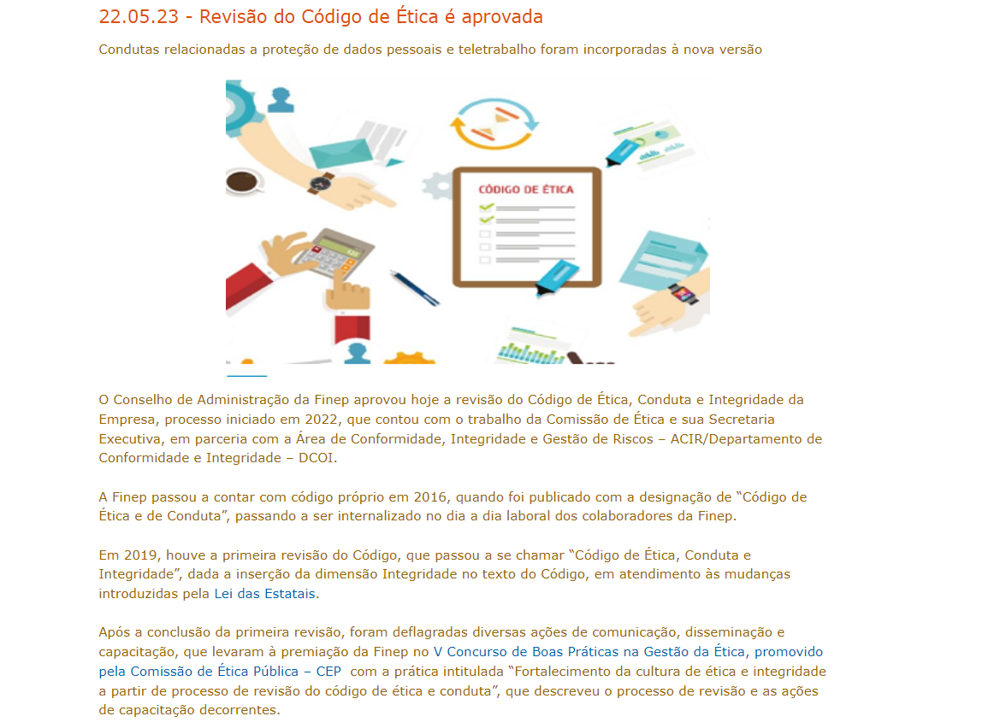 22.05.23 - Revisão do Código de Ética é aprovada
Condutas relacionadas a proteção de dados pessoais e teletrabalho foram incorporadas à nova versão
CÓDIGO DE ÉTICA
O Conselho de Administração da Finep aprovou hoje a revisão do Código de Ética, Conduta e Integridade da
Empresa, processo iniciado em 2022, que contou com o trabalho da Comissão de Ética e sua Secretaria
Executiva, em parceria com a Área de Conformidade, Integridade e Gestão de Riscos – ACIR/Departamento de
Conformidade e Integridade – DCOI.
A Finep passou a contar com código próprio em 2016, quando foi publicado com a designação de “Código de
Ética e de Conduta”, passando a ser internalizado no dia a dia laboral dos colaboradores da Finep.
Em 2019, houve a primeira revisão do Código, que passou a se chamar “Código de Ética, Conduta e
Integridade”, dada a inserção da dimensão Integridade no texto do Código, em atendimento às mudanças
introduzidas pela Lei das Estatais.
Após a conclusão da primeira revisão, foram deflagradas diversas ações de comunicação, disseminação e
capacitação, que levaram à premiação da Finep no V Concurso de Boas Práticas na Gestão da Ética, promovido
pela Comissão de Ética Pública – CEP com a prática intitulada “Fortalecimento da cultura de ética e integridade
a partir de processo de revisão do código de ética e conduta”, que descreveu o processo de revisão e as ações
de capacitação decorrentes.